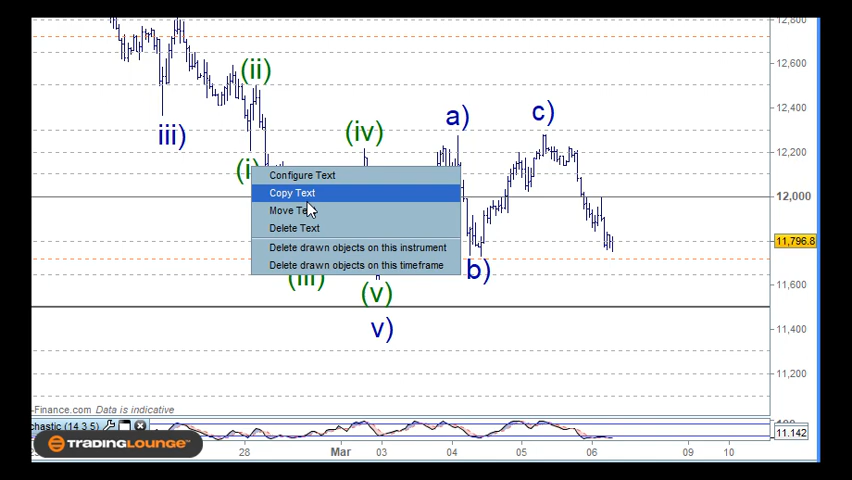 12,800
12,600
12,400
12,200
12,000
11,796.8
11,600
11,400
11,200
(ii)
iii)
(iv)
a)
c)
(i)
Configure Text
Copy Text
Move Text
Delete Text
Delete drawn objects on this instrument
Delete drawn objects on this timeframe
b)
(iii)
(v)
v)
-Finance.com Data is indicative
chastic (14 3 5)
100
11.142
TRADINGLOUNGE™
28 Mar 03 04 05 06 09 10